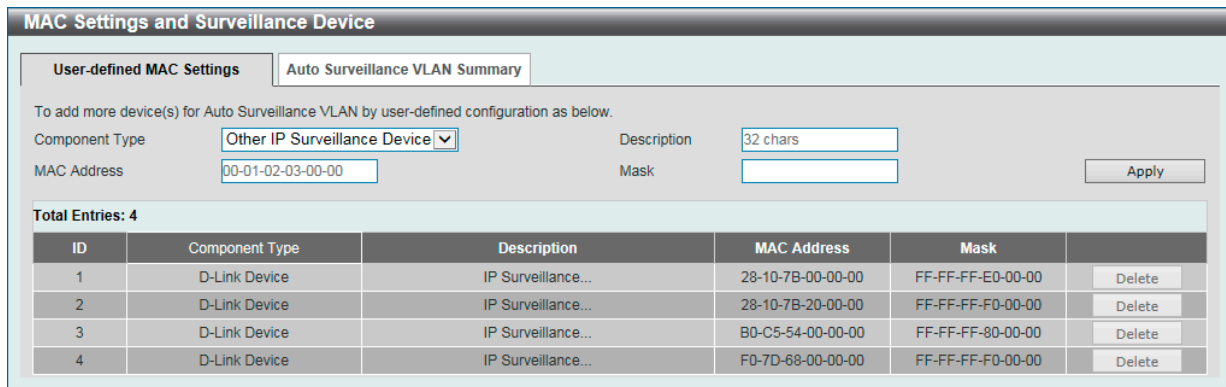 MAC Settings and Surveillance Device
User-defined MAC Settings Auto Surveillance VLAN Summary
To add more device(s) for Auto Surveillance VLAN by user-defined configuration as below.
Component Type Other IP Surveillance Device Description 32 chars
MAC Address 00-01-02-03-00-00 Mask Apply
Total Entries: 4
ID Component Type Description MAC Address Mask
1 D-Link Device IP Surveillance... 28-10-7B-00-00-00 FF-FF-FF-E0-00-00 Delete
2 D-Link Device IP Surveillance... 28-10-7B-20-00-00 FF-FF-FF-F0-00-00 Delete
3 D-Link Device IP Surveillance... B0-C5-54-00-00-00 FF-FF-FF-80-00-00 Delete
4 D-Link Device IP Surveillance... F0-7D-68-00-00-00 FF-FF-FF-F0-00-00 Delete